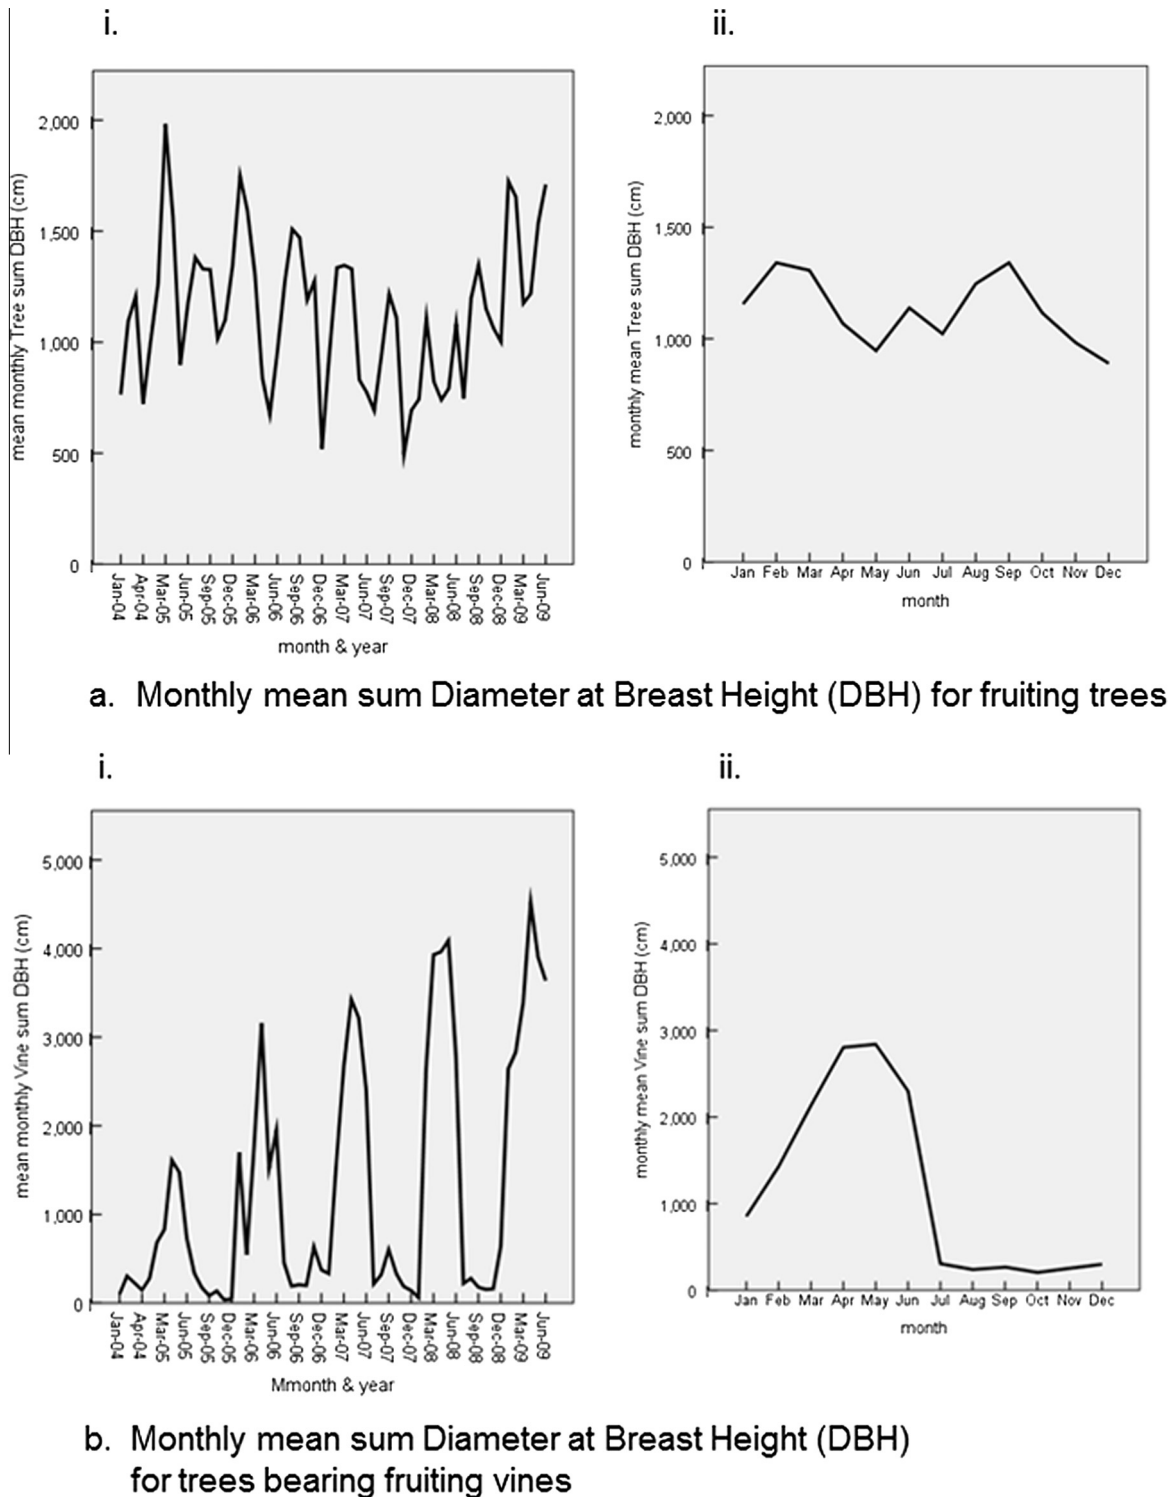 i.
mean monthly Tree sum DBH (cm)
2,000
1,500
1,000
500
0
Jan-04 Apr-04 Mar-05 Jun-05 Sep-05 Dec-05 Mar-06 Jun-06 Sep-06 Dec-06 Mar-07 Jun-07 Sep-07 Dec-07 Mar-08 Jun-08 Sep-08 Dec-08 Mar-09 Jun-09
month & year
ii.
monthly mean Tree sum DBH (cm)
2,000
1,500
1,000
500
0
Jan Feb Mar Apr May Jun Jul Aug Sep Oct Nov Dec
month
a. Monthly mean sum Diameter at Breast Height (DBH) for fruiting trees
i.
mean monthly Vine sum DBH (cm)
5,000
4,000
3,000
2,000
1,000
0
Jan-04 Apr-04 Mar-05 Jun-05 Sep-05 Dec-05 Mar-06 Jun-06 Sep-06 Dec-06 Mar-07 Jun-07 Sep-07 Dec-07 Mar-08 Jun-08 Sep-08 Dec-08 Mar-09 Jun-09
Mmonth & year
ii.
monthly mean Vine sum DBH (cm)
5,000
4,000
3,000
2,000
1,000
0
Jan Feb Mar Apr May Jun Jul Aug Sep Oct Nov Dec
month
b. Monthly mean sum Diameter at Breast Height (DBH)
for trees bearing fruiting vines